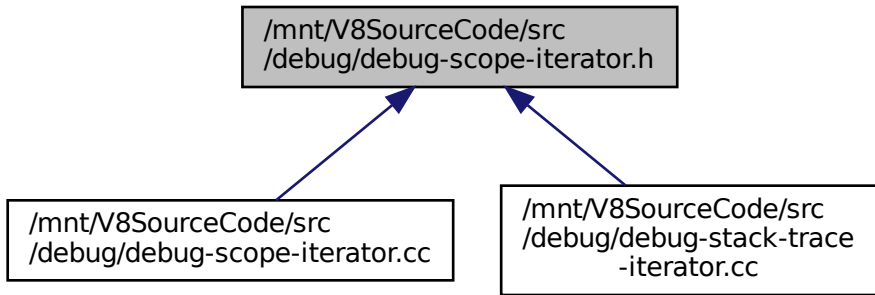 /mnt/V8SourceCode/src
/debug/debug-scope-iterator.h
/mnt/V8SourceCode/src
/debug/debug-scope-iterator.cc
/mnt/V8SourceCode/src
/debug/debug-stack-trace
-iterator.cc